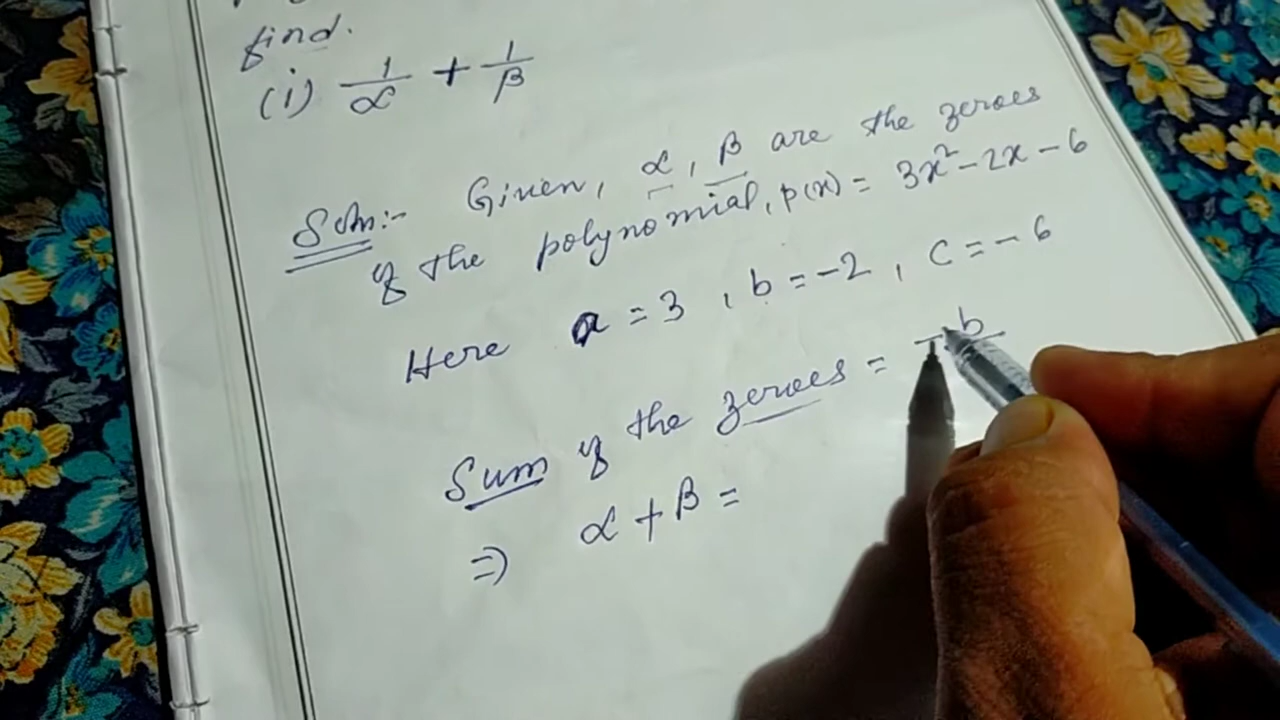 find.
(i) 1/α + 1/β
Soln:- Given, α, β are the zeroes
of the polynomial, p(x) = 3x² - 2x - 6
Here a = 3, b = -2, c = -6
Sum of the zeroes = - b
⇒ α + β =